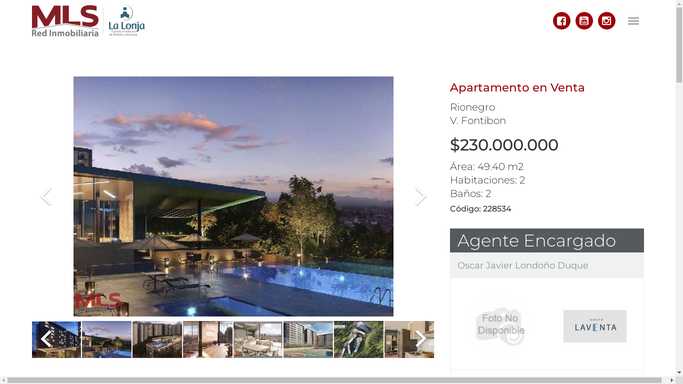 MLS
Red Inmobiliaria
La Lonja
Apartamento en Venta
Rionegro
V. Fontibon
$230.000.000
Área: 49.40 m2
Habitaciones: 2
Baños: 2
Código: 228534
Agente Encargado
Oscar Javier Londoño Duque
MLS
Foto No
Disponible
LAVENTA